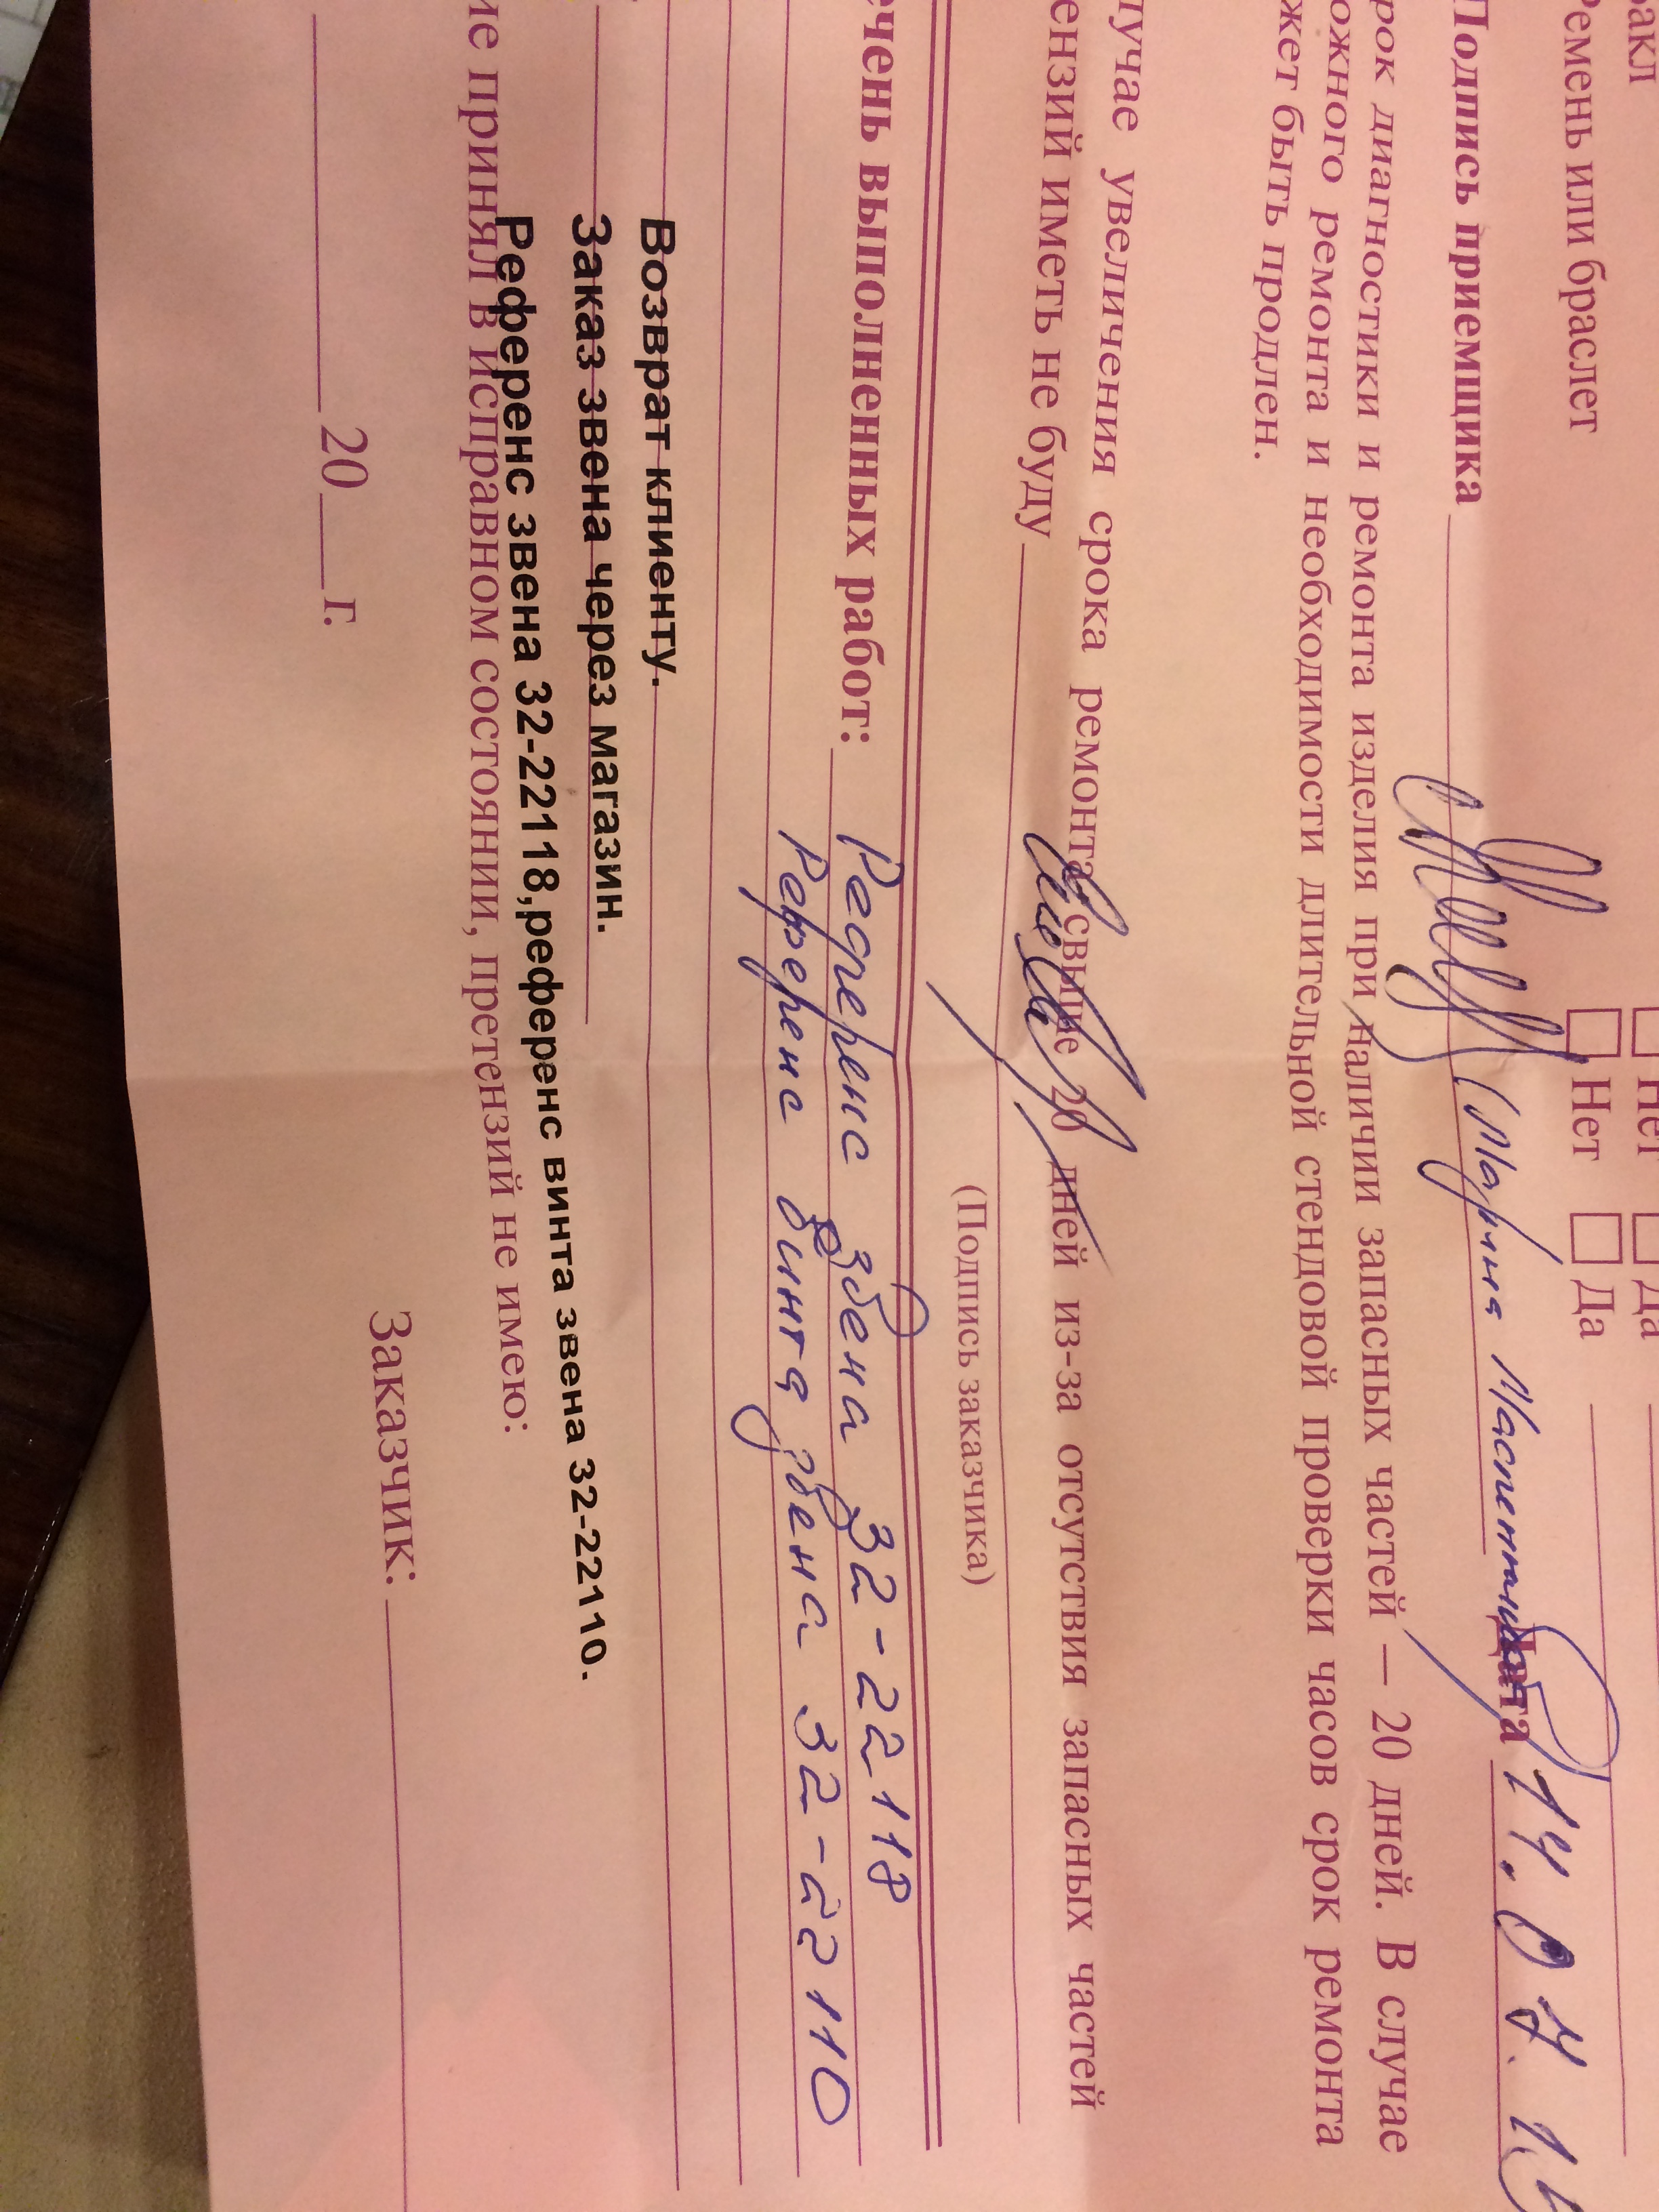 акл Нет Да
Ремень или браслет Нет Да
Подпись приемщика (Марина Дата 14.07.1
рок диагностики и ремонта изделия при наличии запасных частей — 20 дней. В случае
ожного ремонта и необходимости длительной стендовой проверки часов срок ремонта
жет быть продлен.
лучае увеличения срока ремонта свыше 20 дней из-за отсутствия запасных частей
ензий иметь не буду
(Подпись заказчика)
ечень выполненных работ: Референс звена 32-22118
Референс винта звена 32-22110
Возврат клиенту.
Заказ звена через магазин.
Референс звена 32-22118,референс винта звена 32-22110.
ие принял в исправном состоянии, претензий не имею:
20 г. Заказчик: